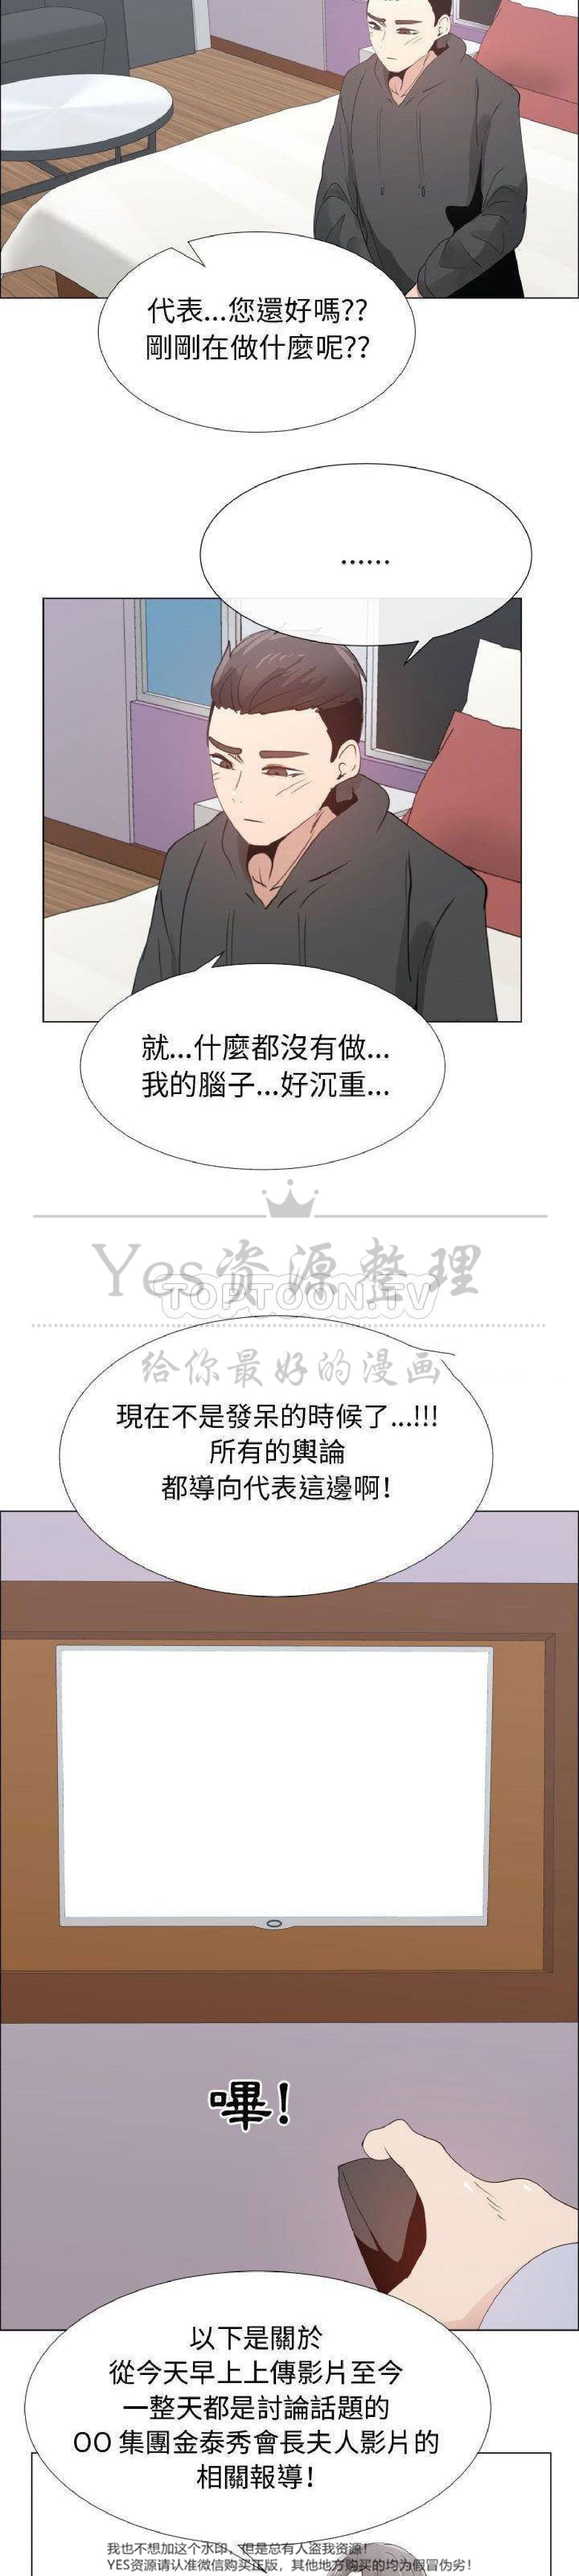 代表...您還好嗎??
剛剛在做什麼呢??
......
就...什麼都沒有做...
我的腦子...好沉重...
Yes资源整理
TOPTOON.TV
给你最好的漫画
現在不是發呆的時候了...!!!
所有的輿論
都導向代表這邊啊!
嗶!
以下是關於
從今天早上上傳影片至今
一整天都是討論話題的
OO 集團金泰秀會長夫人影片的
相關報導!
我也不想加这个水印，但是总有人盗我资源！
YES资源请认准微信购买正版，其他地方购买的均为假冒伪劣！